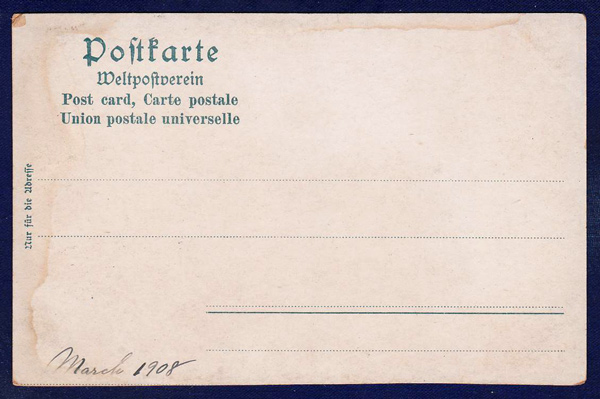 Poſtkarte
Weltpoſtverein
Post card, Carte postale
Union postale universelle
Nur für die Adreſſe
March 1908